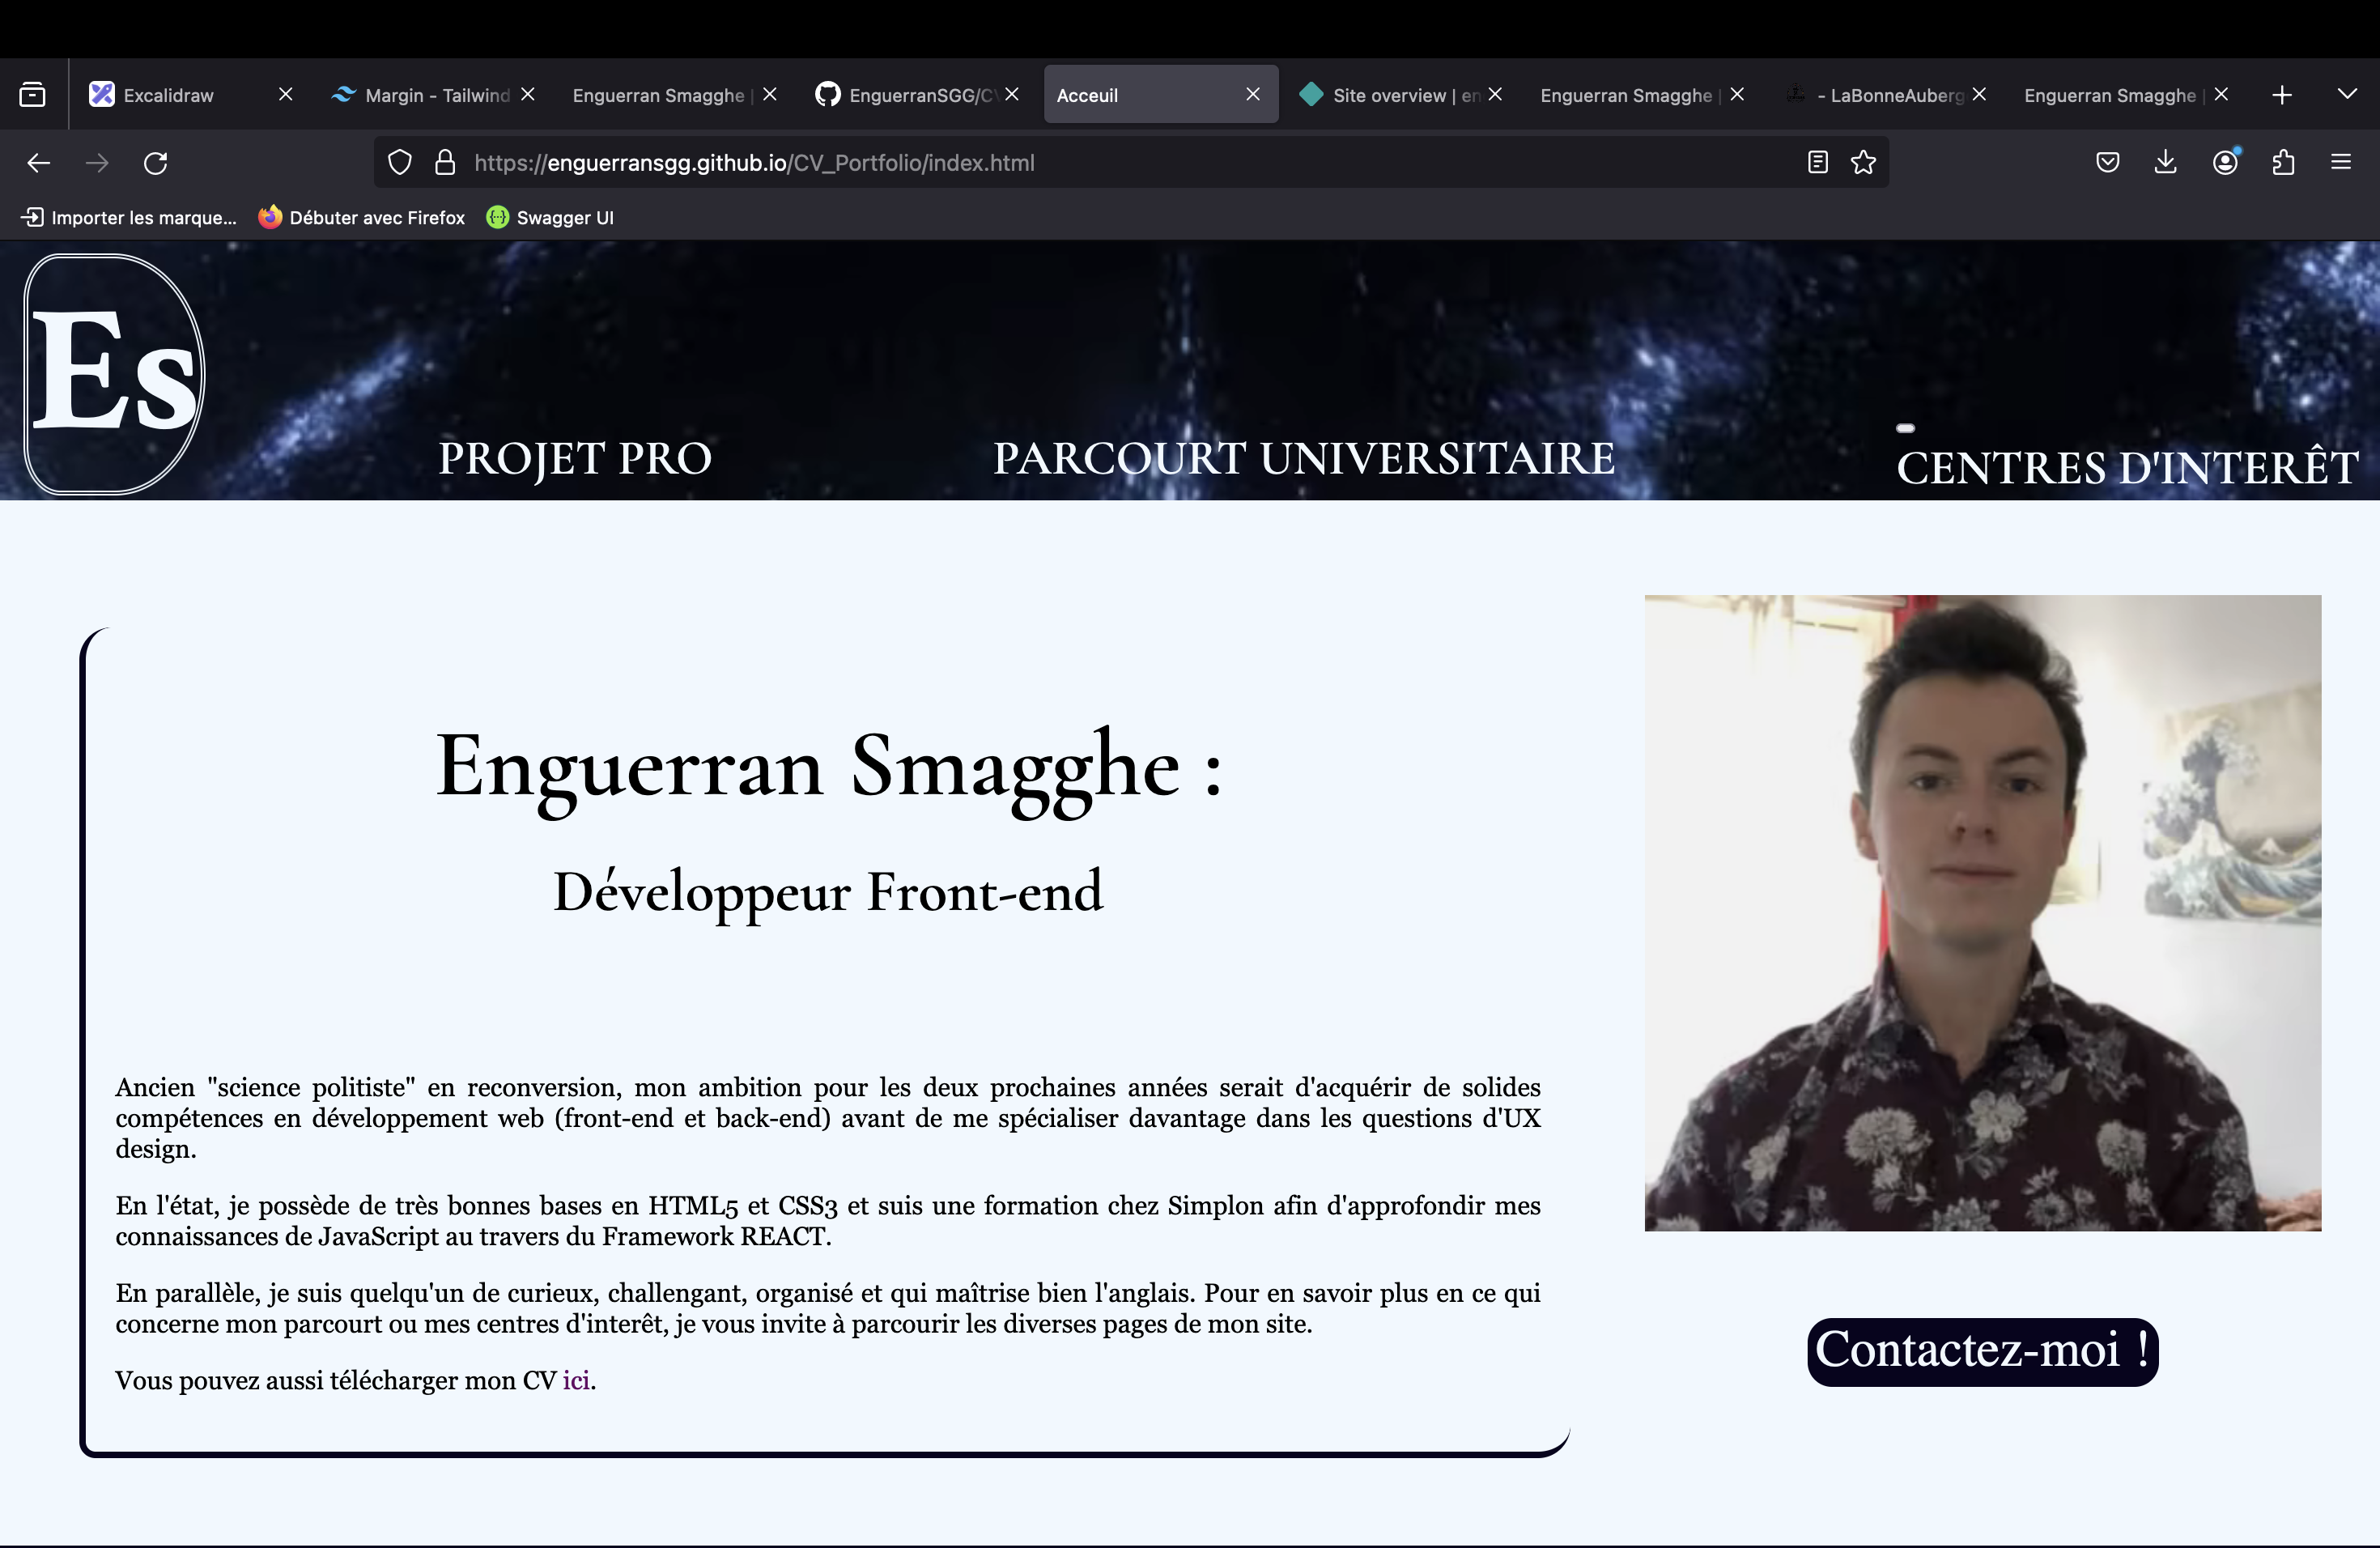 Excalidraw
Margin - Tailwind
Enguerran Smagghe |
EnguerranSGG/CV
Acceuil
Site overview | en
Enguerran Smagghe |
- LaBonneAuberg
Enguerran Smagghe |
https://enguerransgg.github.io/CV_Portfolio/index.html
Importer les marque...
Débuter avec Firefox
Swagger UI
Es
PROJET PRO
PARCOURT UNIVERSITAIRE
CENTRES D'INTERÊT
Enguerran Smagghe :
Développeur Front-end
Ancien "science politiste" en reconversion, mon ambition pour les deux prochaines années serait d'acquérir de solides
compétences en développement web (front-end et back-end) avant de me spécialiser davantage dans les questions d'UX
design.
En l'état, je possède de très bonnes bases en HTML5 et CSS3 et suis une formation chez Simplon afin d'approfondir mes
connaissances de JavaScript au travers du Framework REACT.
En parallèle, je suis quelqu'un de curieux, challengant, organisé et qui maîtrise bien l'anglais. Pour en savoir plus en ce qui
concerne mon parcourt ou mes centres d'interêt, je vous invite à parcourir les diverses pages de mon site.
Vous pouvez aussi télécharger mon CV ici.
Contactez-moi !